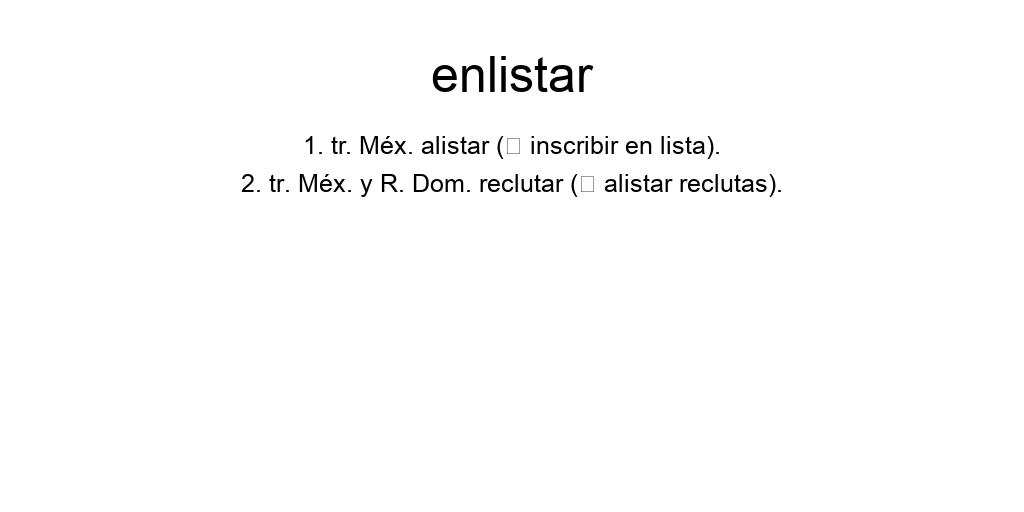 enlistar
1. tr. Méx. alistar (▯ inscribir en lista).
2. tr. Méx. y R. Dom. reclutar (▯ alistar reclutas).